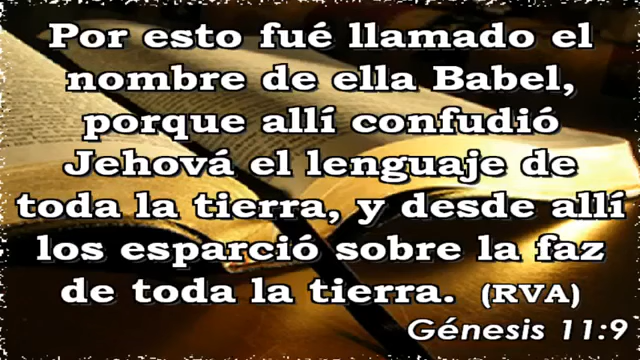 Por esto fué llamado el
nombre de ella Babel,
porque allí confudió
Jehová el lenguaje de
toda la tierra, y desde allí
los esparció sobre la faz
de toda la tierra. (RVA)
Génesis 11:9